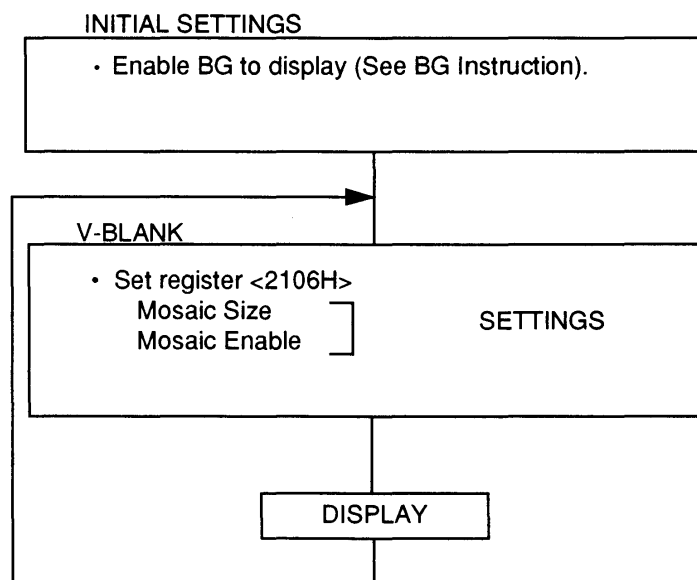 INITIAL SETTINGS
• Enable BG to display (See BG Instruction).
V-BLANK
• Set register <2106H>
Mosaic Size
Mosaic Enable
SETTINGS
DISPLAY